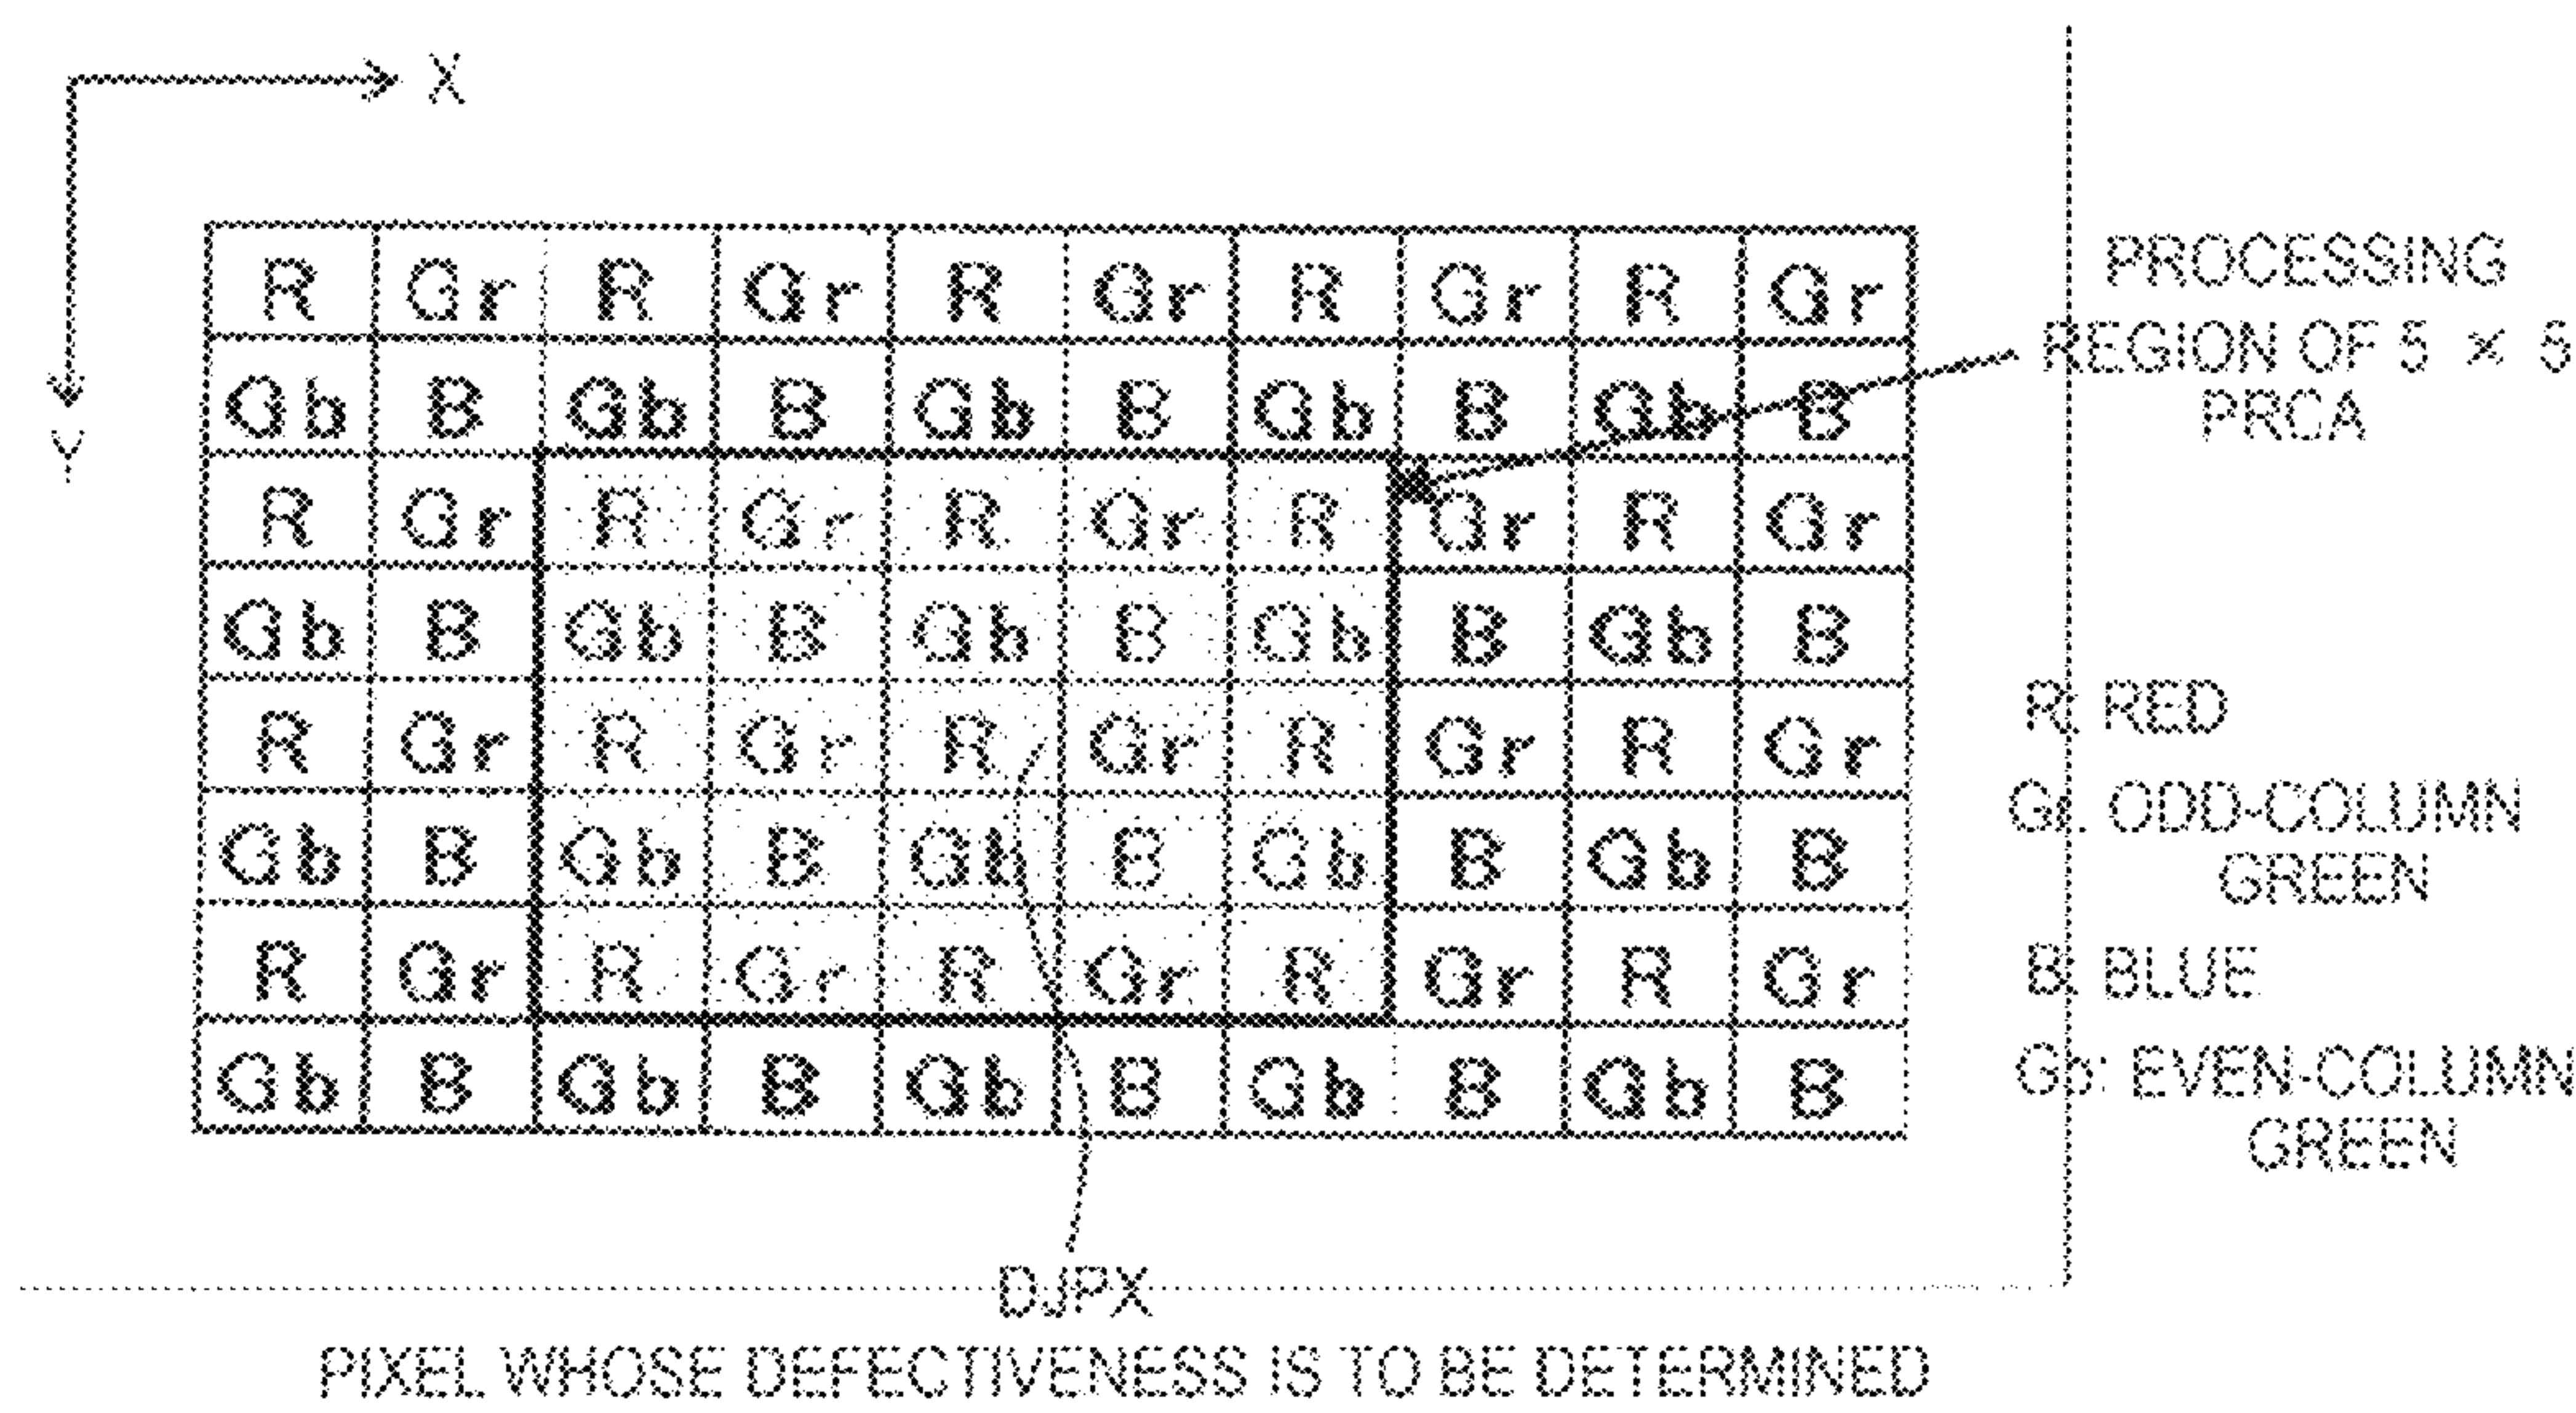 X
Y
R Gr R Gr R Gr R Gr R Gr
Gb B Gb B Gb B Gb B Gb B
R Gr R Gr R Gr R Gr R Gr
Gb B Gb B Gb B Gb B Gb B
R Gr R Gr R Gr R Gr R Gr
Gb B Gb B Gb B Gb B Gb B
R Gr R Gr R Gr R Gr R Gr
Gb B Gb B Gb B Gb B Gb B
PROCESSING
REGION OF 5 × 5
PRCA
R: RED
Gr: ODD-COLUMN
GREEN
B: BLUE
Gb: EVEN-COLUMN
GREEN
DJPX
PIXEL WHOSE DEFECTIVENESS IS TO BE DETERMINED